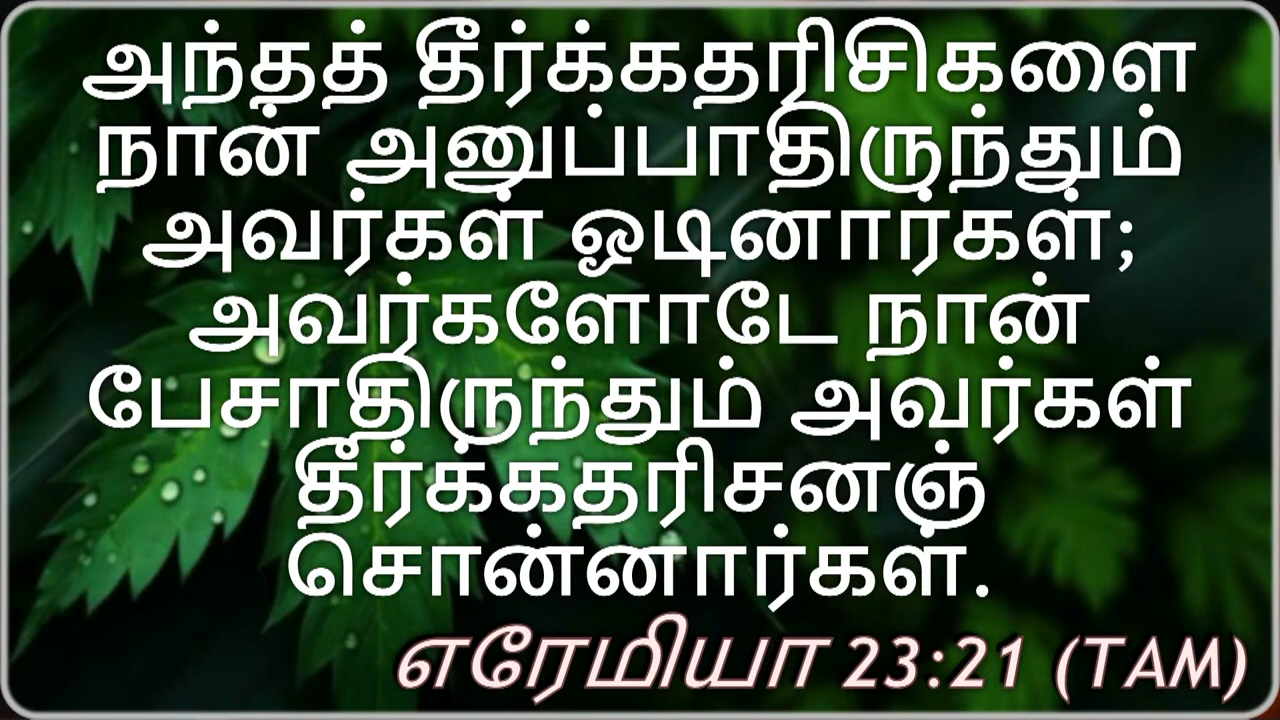 அந்தத் தீர்க்கதரிசிகளை
நான் அனுப்பாதிருந்தும்
அவர்கள் ஓடினார்கள்;
அவர்களோடே நான்
பேசாதிருந்தும் அவர்கள்
தீர்க்கதரிசனஞ்
சொன்னார்கள்.
எரேமியா 23:21 (TAM)